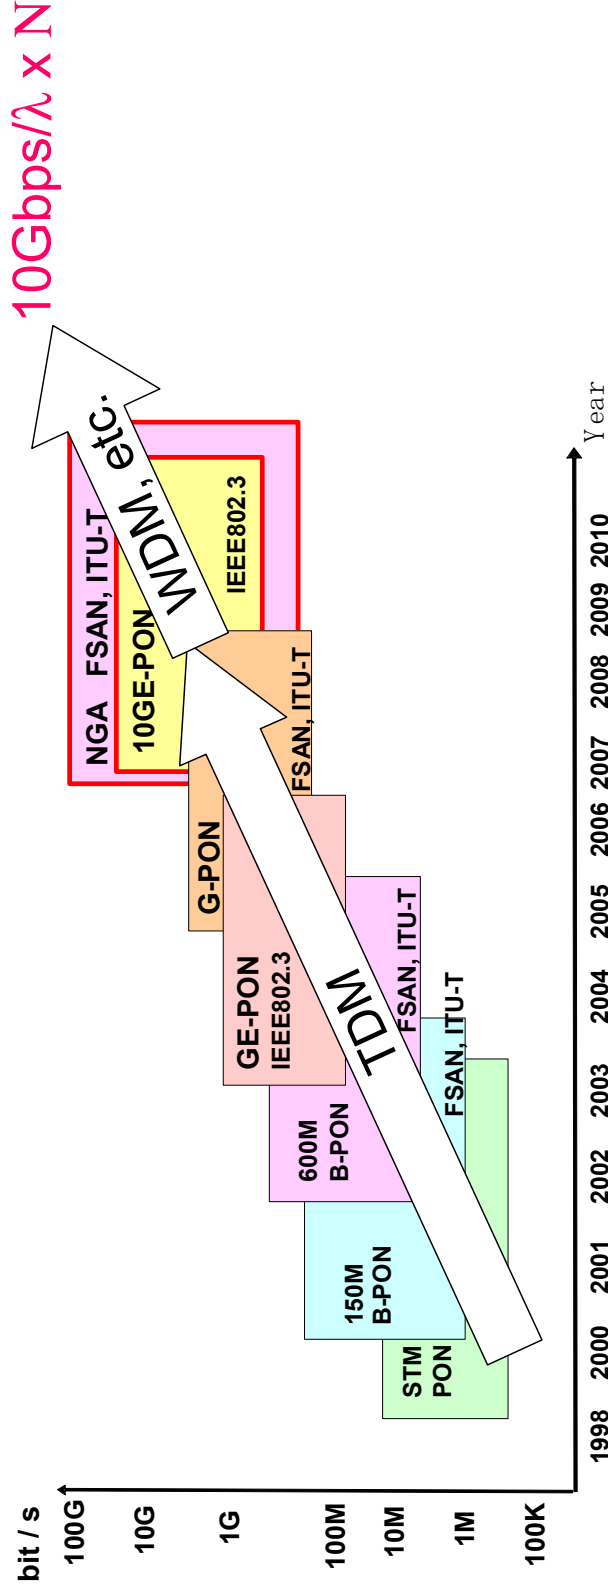 10Gbps/λ x N
bit / s
100G
10G
1G
100M
10M
1M
100K
NGA FSAN, ITU-T
10GE-PON
IEEE802.3
WDM, etc.
G-PON
FSAN, ITU-T
GE-PON
IEEE802.3
TDM
600M
B-PON
FSAN, ITU-T
150M
B-PON
FSAN, ITU-T
STM
PON
1998 2000 2001 2002 2003 2004 2005 2006 2007 2008 2009 2010
Year